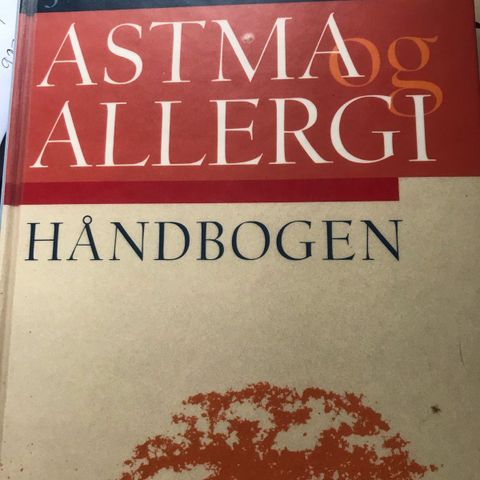 ASTMA og
ALLERGI
HÅNDBOGEN